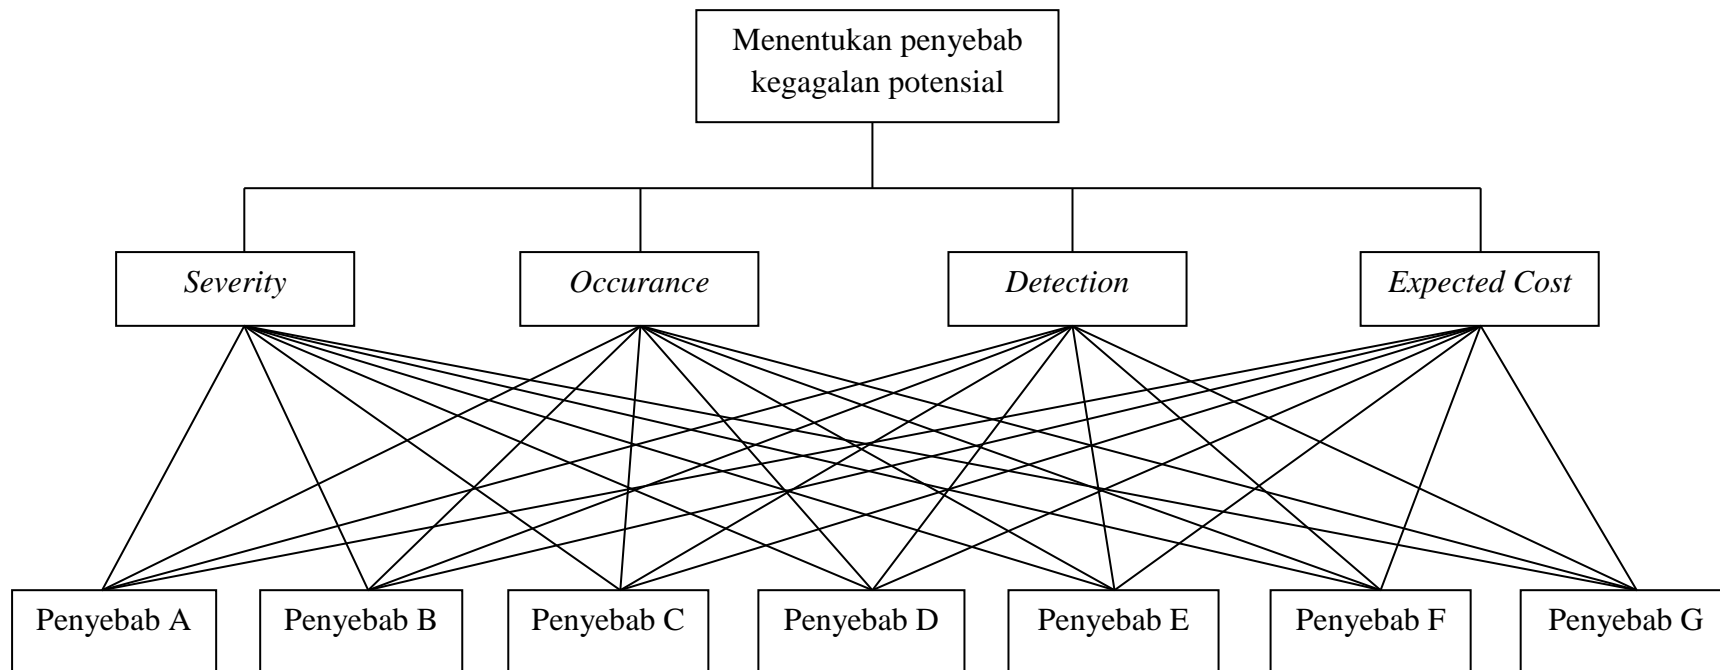 Menentukan penyebab
kegagalan potensial
Severity
Occurance
Detection
Expected Cost
Penyebab A
Penyebab B
Penyebab C
Penyebab D
Penyebab E
Penyebab F
Penyebab G